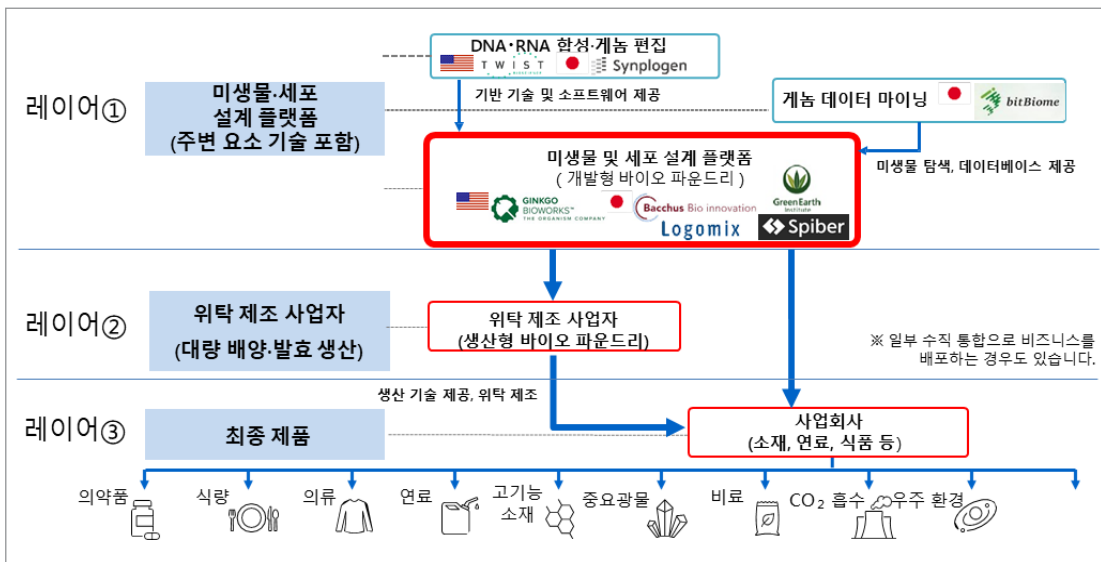 DNA·RNA 합성·게놈 편집
TWIST
BIOSCIENCE
Synplogen
기반 기술 및 소프트웨어 제공
레이어①
미생물·세포
설계 플랫폼
(주변 요소 기술 포함)
게놈 데이터 마이닝
bitBiome
미생물 탐색, 데이터베이스 제공
미생물 및 세포 설계 플랫폼
( 개발형 바이오 파운드리 )
GINKGO
BIOWORKS™
THE ORGANISM COMPANY
Bacchus Bio innovation
Logomix
Green Earth
Institute
Spiber
레이어②
위탁 제조 사업자
(대량 배양·발효 생산)
위탁 제조 사업자
(생산형 바이오 파운드리)
※ 일부 수직 통합으로 비즈니스를
배포하는 경우도 있습니다.
생산 기술 제공, 위탁 제조
레이어③
최종 제품
사업회사
(소재, 연료, 식품 등)
의약품
식량
의류
연료
고기능
소재
중요광물
비료
CO₂ 흡수
우주 환경